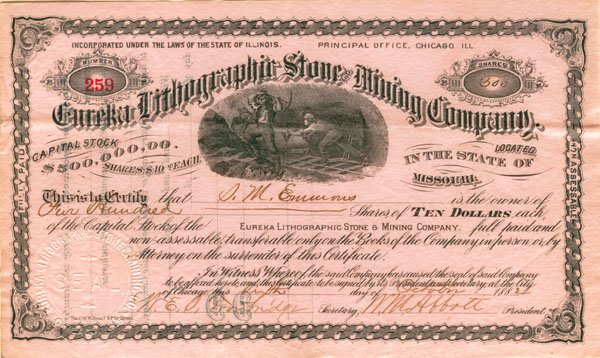 INCORPORATED UNDER THE LAWS OF THE STATE OF ILLINOIS. PRINCIPAL OFFICE, CHICAGO ILL
NUMBER
259
SHARES
500
Eureka Lithographic Stone and Mining Company,
CAPITAL STOCK
$500,000,00.
SHARES $10 EACH.
LOCATED
IN THE STATE OF
MISSOURI.
FULLY PAID
NON ASSESSABLE
This is to Certify that S. M. Emmons is the owner of
Five Hundred Shares of TEN DOLLARS each,
of the Capital Stock of the EUREKA LITHOGRAPHIC STONE & MINING COMPANY. full paid and
non-assessable, transferable only on the Books of the Company in person or, by
Attorney on the surrender of this Certificate.
In Witness Whereof, the said Company has caused the seal of said Company
to be affixed hereto, and this certificate to be signed by its President and Secretary, at the City
of Chicago this day of 188
Secretary, W. M. Abbott President